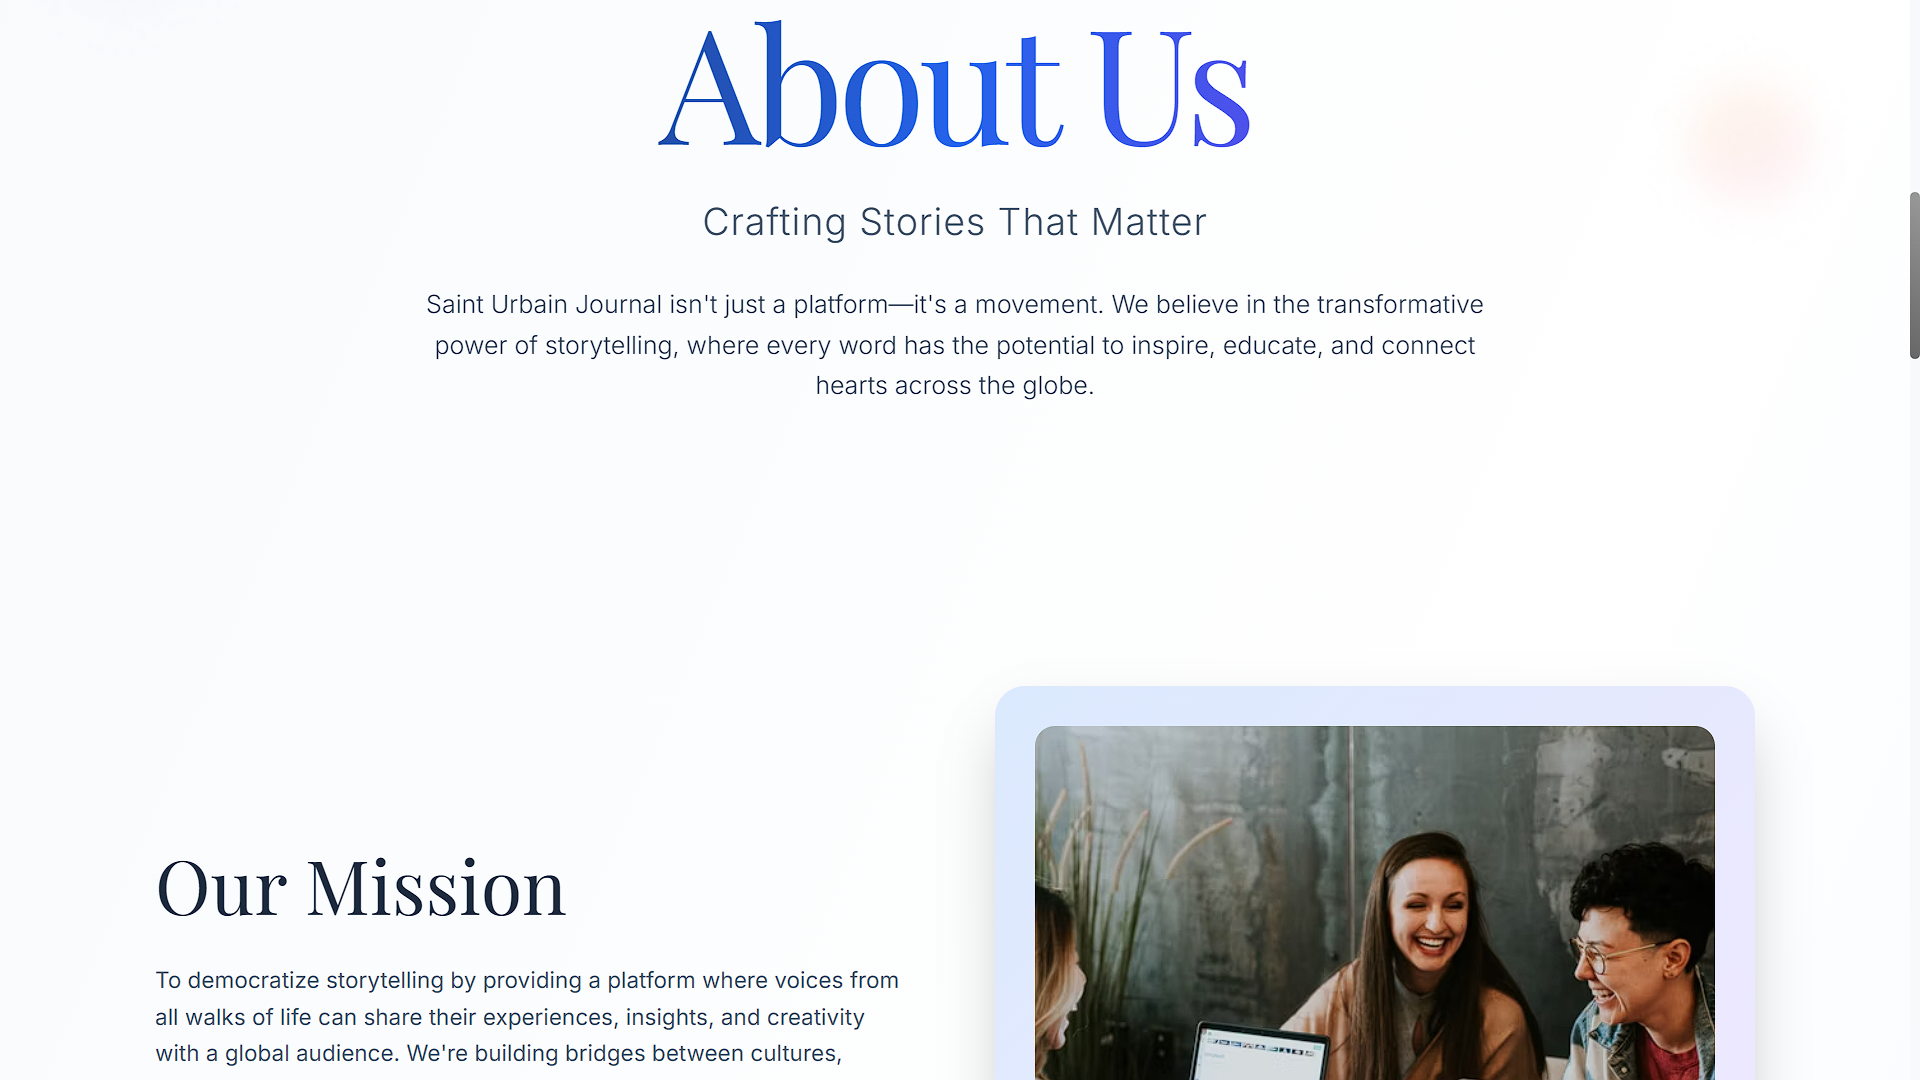 About Us
Crafting Stories That Matter
Saint Urbain Journal isn't just a platform—it's a movement. We believe in the transformative
power of storytelling, where every word has the potential to inspire, educate, and connect
hearts across the globe.
Our Mission
To democratize storytelling by providing a platform where voices from
all walks of life can share their experiences, insights, and creativity
with a global audience. We're building bridges between cultures,